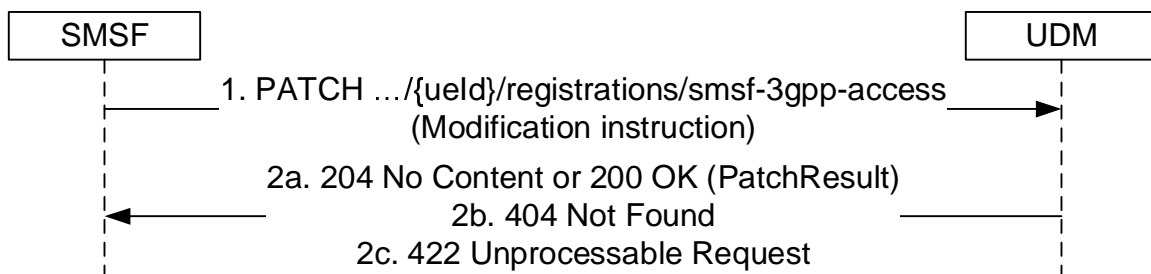 SMSF
UDM
1. PATCH …/{ueId}/registrations/smsf-3gpp-access
(Modification instruction)
2a. 204 No Content or 200 OK (PatchResult)
2b. 404 Not Found
2c. 422 Unprocessable Request